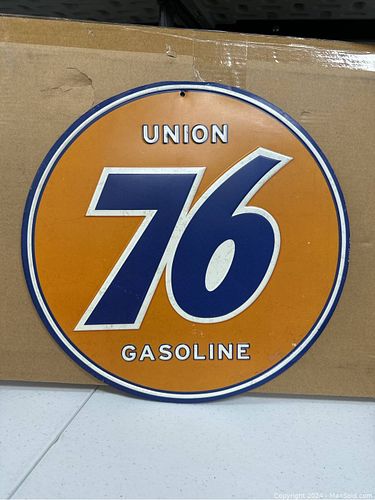 UNION
76
GASOLINE
Copyright 2024 - MaxSold.com